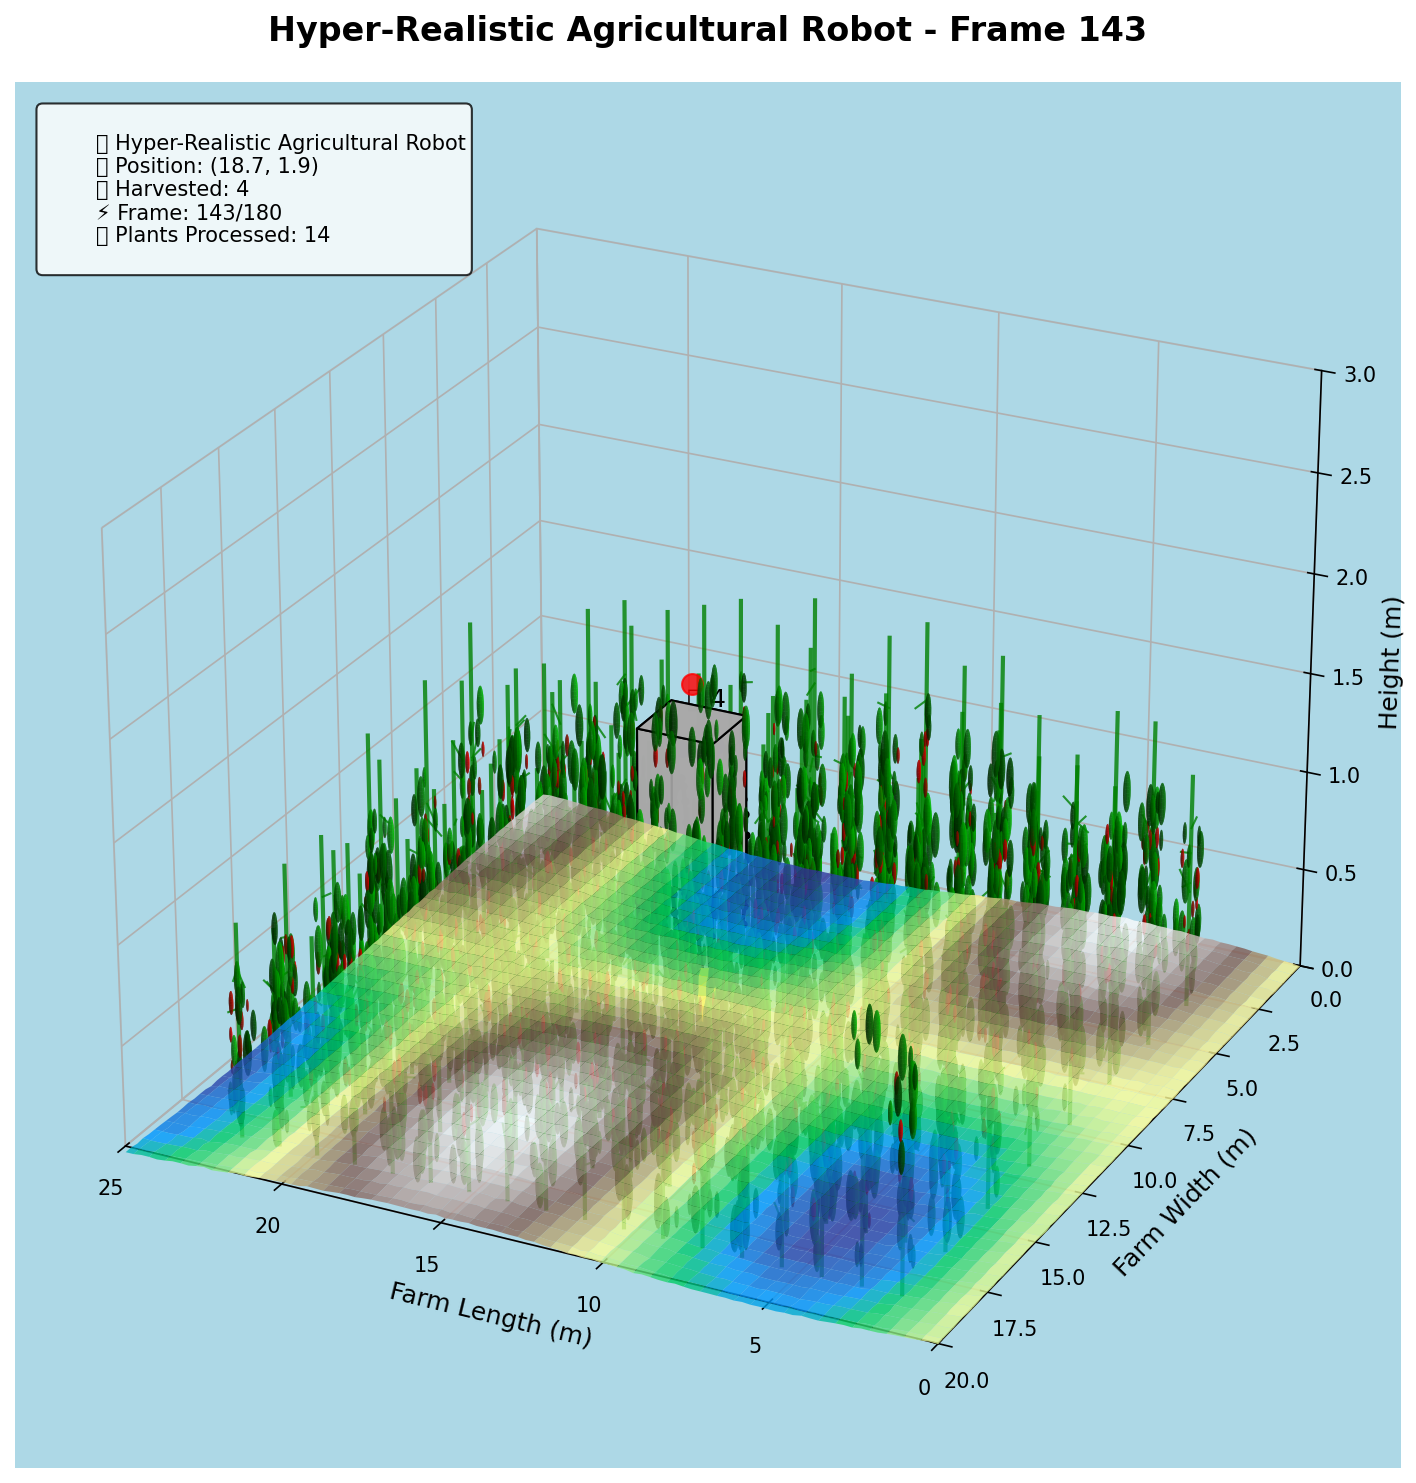 Hyper-Realistic Agricultural Robot - Frame 143
▯ Hyper-Realistic Agricultural Robot
▯ Position: (18.7, 1.9)
▯ Harvested: 4
⚡ Frame: 143/180
▯ Plants Processed: 14
▯ 4
3.0
2.5
2.0
1.5
1.0
0.5
0.0
Height (m)
0.0
2.5
5.0
7.5
10.0
12.5
15.0
17.5
20.0
Farm Width (m)
25
20
15
10
5
0
Farm Length (m)